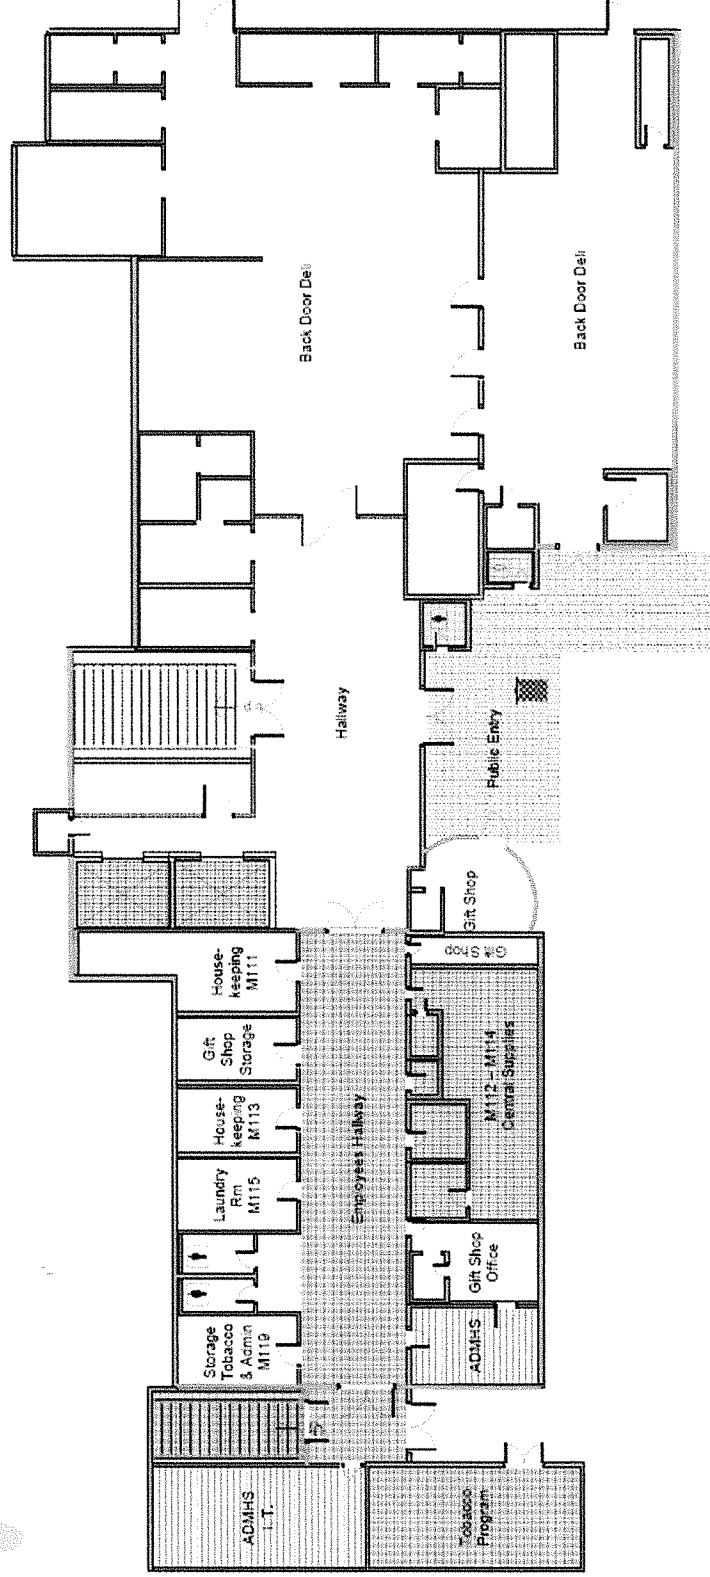 Back Door Deli
Back Door Deli
Hallway
Public Entry
Gift Shop
Gift Shop
House-
keeping
M111
Gift
Shop
Storage
House-
keeping
M113
Laundry
Rm
M115
Storage
Tobacco
& Admin
M119
Employees Hallway
M112 – M114
Central Supplies
Gift Shop
Office
ADMHS
ADMHS
I.T.
Tobacco
Program